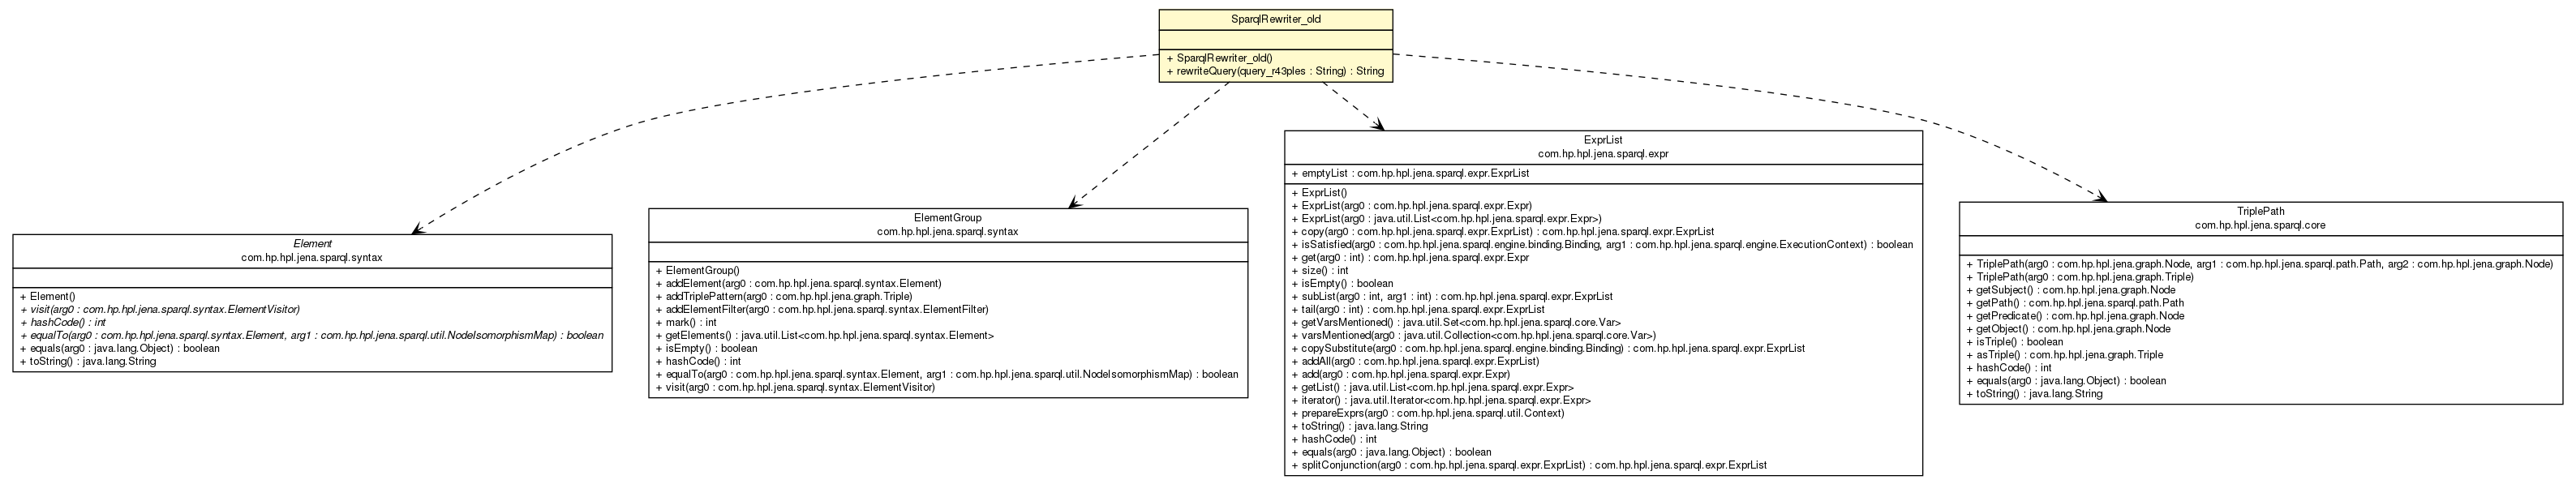 SparqlRewriter_old
+ SparqlRewriter_old()
+ rewriteQuery(query_r43ples : String) : String
Element
com.hp.hpl.jena.sparql.syntax
+ Element()
+ visit(arg0 : com.hp.hpl.jena.sparql.syntax.ElementVisitor)
+ hashCode() : int
+ equalTo(arg0 : com.hp.hpl.jena.sparql.syntax.Element, arg1 : com.hp.hpl.jena.sparql.util.NodeIsomorphismMap) : boolean
+ equals(arg0 : java.lang.Object) : boolean
+ toString() : java.lang.String
ElementGroup
com.hp.hpl.jena.sparql.syntax
+ ElementGroup()
+ addElement(arg0 : com.hp.hpl.jena.sparql.syntax.Element)
+ addTriplePattern(arg0 : com.hp.hpl.jena.graph.Triple)
+ addElementFilter(arg0 : com.hp.hpl.jena.sparql.syntax.ElementFilter)
+ mark() : int
+ getElements() : java.util.List<com.hp.hpl.jena.sparql.syntax.Element>
+ isEmpty() : boolean
+ hashCode() : int
+ equalTo(arg0 : com.hp.hpl.jena.sparql.syntax.Element, arg1 : com.hp.hpl.jena.sparql.util.NodeIsomorphismMap) : boolean
+ visit(arg0 : com.hp.hpl.jena.sparql.syntax.ElementVisitor)
ExprList
com.hp.hpl.jena.sparql.expr
+ emptyList : com.hp.hpl.jena.sparql.expr.ExprList
+ ExprList()
+ ExprList(arg0 : com.hp.hpl.jena.sparql.expr.Expr)
+ ExprList(arg0 : java.util.List<com.hp.hpl.jena.sparql.expr.Expr>)
+ copy(arg0 : com.hp.hpl.jena.sparql.expr.ExprList) : com.hp.hpl.jena.sparql.expr.ExprList
+ isSatisfied(arg0 : com.hp.hpl.jena.sparql.engine.binding.Binding, arg1 : com.hp.hpl.jena.sparql.engine.ExecutionContext) : boolean
+ get(arg0 : int) : com.hp.hpl.jena.sparql.expr.Expr
+ size() : int
+ isEmpty() : boolean
+ subList(arg0 : int, arg1 : int) : com.hp.hpl.jena.sparql.expr.ExprList
+ tail(arg0 : int) : com.hp.hpl.jena.sparql.expr.ExprList
+ getVarsMentioned() : java.util.Set<com.hp.hpl.jena.sparql.core.Var>
+ varsMentioned(arg0 : java.util.Collection<com.hp.hpl.jena.sparql.core.Var>)
+ copySubstitute(arg0 : com.hp.hpl.jena.sparql.engine.binding.Binding) : com.hp.hpl.jena.sparql.expr.ExprList
+ addAll(arg0 : com.hp.hpl.jena.sparql.expr.ExprList)
+ add(arg0 : com.hp.hpl.jena.sparql.expr.Expr)
+ getList() : java.util.List<com.hp.hpl.jena.sparql.expr.Expr>
+ iterator() : java.util.Iterator<com.hp.hpl.jena.sparql.expr.Expr>
+ prepareExprs(arg0 : com.hp.hpl.jena.sparql.util.Context)
+ toString() : java.lang.String
+ hashCode() : int
+ equals(arg0 : java.lang.Object) : boolean
+ splitConjunction(arg0 : com.hp.hpl.jena.sparql.expr.ExprList) : com.hp.hpl.jena.sparql.expr.ExprList
TriplePath
com.hp.hpl.jena.sparql.core
+ TriplePath(arg0 : com.hp.hpl.jena.graph.Node, arg1 : com.hp.hpl.jena.sparql.path.Path, arg2 : com.hp.hpl.jena.graph.Node)
+ TriplePath(arg0 : com.hp.hpl.jena.graph.Triple)
+ getSubject() : com.hp.hpl.jena.graph.Node
+ getPath() : com.hp.hpl.jena.sparql.path.Path
+ getPredicate() : com.hp.hpl.jena.graph.Node
+ getObject() : com.hp.hpl.jena.graph.Node
+ isTriple() : boolean
+ asTriple() : com.hp.hpl.jena.graph.Triple
+ hashCode() : int
+ equals(arg0 : java.lang.Object) : boolean
+ toString() : java.lang.String